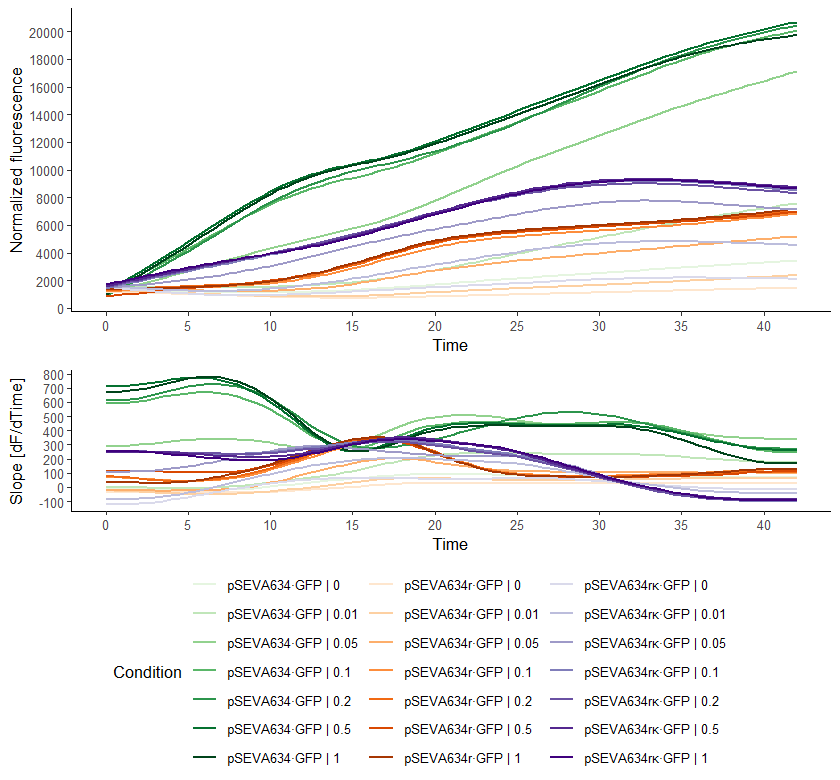 Normalized fluorescence
20000
18000
16000
14000
12000
10000
8000
6000
4000
2000
0
0 5 10 15 20 25 30 35 40
Time
Slope [dF/dTime]
800
700
600
500
400
300
200
100
0
-100
0 5 10 15 20 25 30 35 40
Time
Condition
pSEVA634·GFP | 0 pSEVA634r·GFP | 0 pSEVA634rκ·GFP | 0
pSEVA634·GFP | 0.01 pSEVA634r·GFP | 0.01 pSEVA634rκ·GFP | 0.01
pSEVA634·GFP | 0.05 pSEVA634r·GFP | 0.05 pSEVA634rκ·GFP | 0.05
pSEVA634·GFP | 0.1 pSEVA634r·GFP | 0.1 pSEVA634rκ·GFP | 0.1
pSEVA634·GFP | 0.2 pSEVA634r·GFP | 0.2 pSEVA634rκ·GFP | 0.2
pSEVA634·GFP | 0.5 pSEVA634r·GFP | 0.5 pSEVA634rκ·GFP | 0.5
pSEVA634·GFP | 1 pSEVA634r·GFP | 1 pSEVA634rκ·GFP | 1